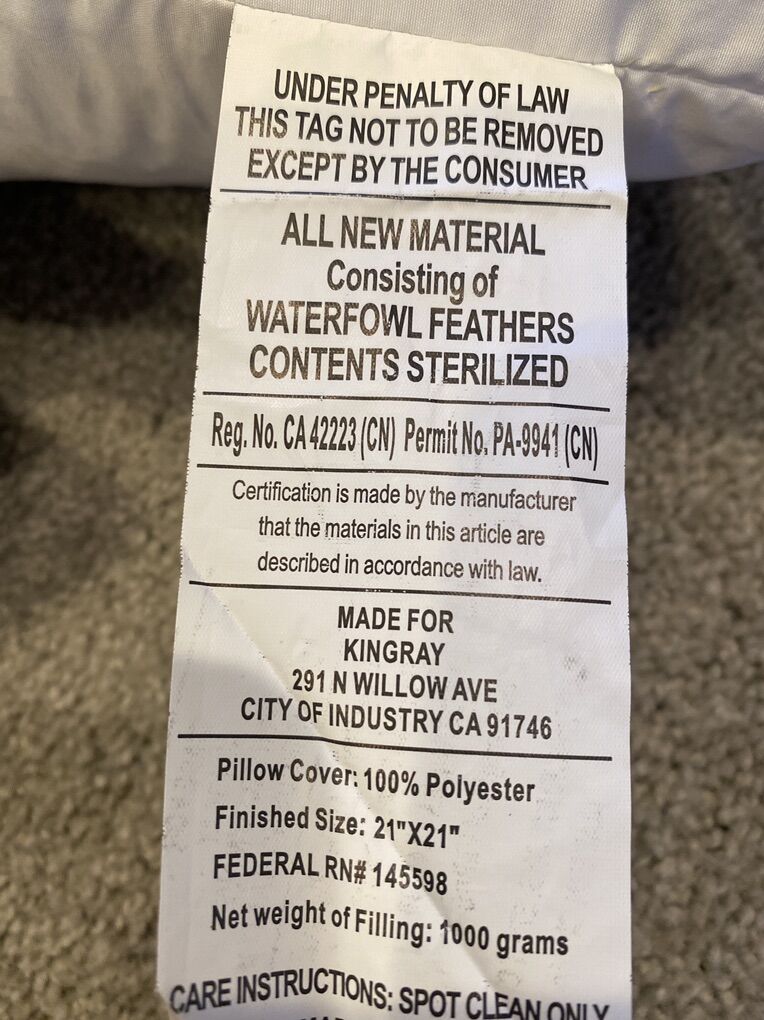 UNDER PENALTY OF LAW
THIS TAG NOT TO BE REMOVED
EXCEPT BY THE CONSUMER
ALL NEW MATERIAL
Consisting of
WATERFOWL FEATHERS
CONTENTS STERILIZED
Reg. No. CA 42223 (CN) Permit No. PA-9941 (CN)
Certification is made by the manufacturer
that the materials in this article are
described in accordance with law.
MADE FOR
KINGRAY
291 N WILLOW AVE
CITY OF INDUSTRY CA 91746
Pillow Cover: 100% Polyester
Finished Size: 21"X21"
FEDERAL RN# 145598
Net weight of Filling: 1000 grams
CARE INSTRUCTIONS: SPOT CLEAN ONLY